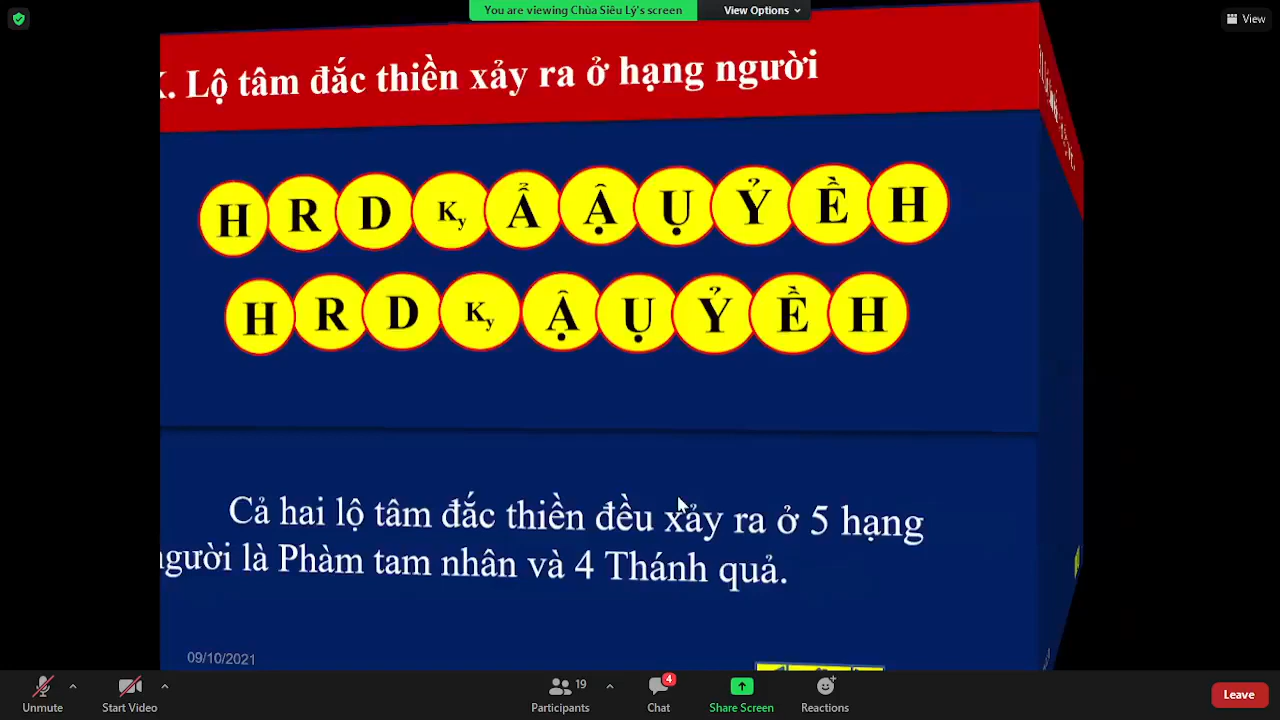 You are viewing Chùa Siêu Lý's screen
View Options
View
K. Lộ tâm đắc thiền xảy ra ở hạng người
H R D Ky Ẩ Ậ Ụ Ỷ Ề H
H R D Ky Ậ Ụ Ỷ Ề H
Cả hai lộ tâm đắc thiền đều xảy ra ở 5 hạng
người là Phàm tam nhân và 4 Thánh quả.
09/10/2021
19
4
Unmute
Start Video
Participants
Chat
Share Screen
Reactions
Leave